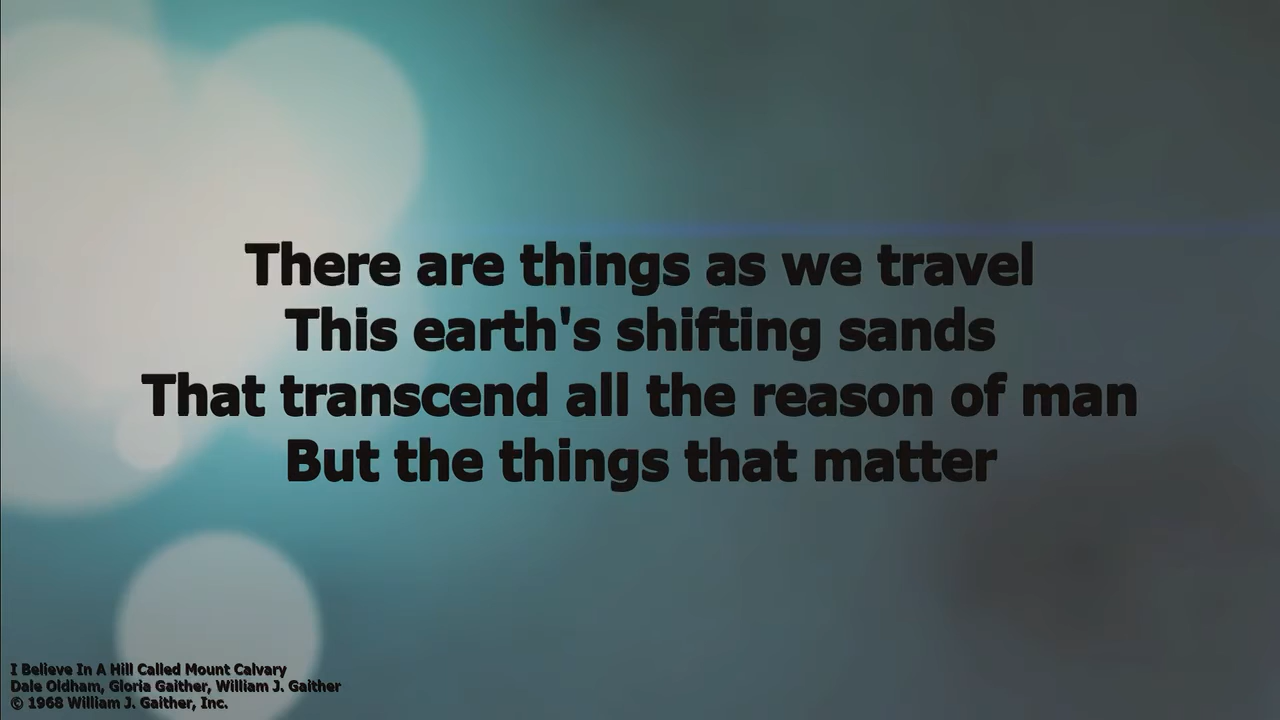 There are things as we travel
This earth's shifting sands
That transcend all the reason of man
But the things that matter
I Believe In A Hill Called Mount Calvary
Dale Oldham, Gloria Gaither, William J. Gaither
© 1968 William J. Gaither, Inc.